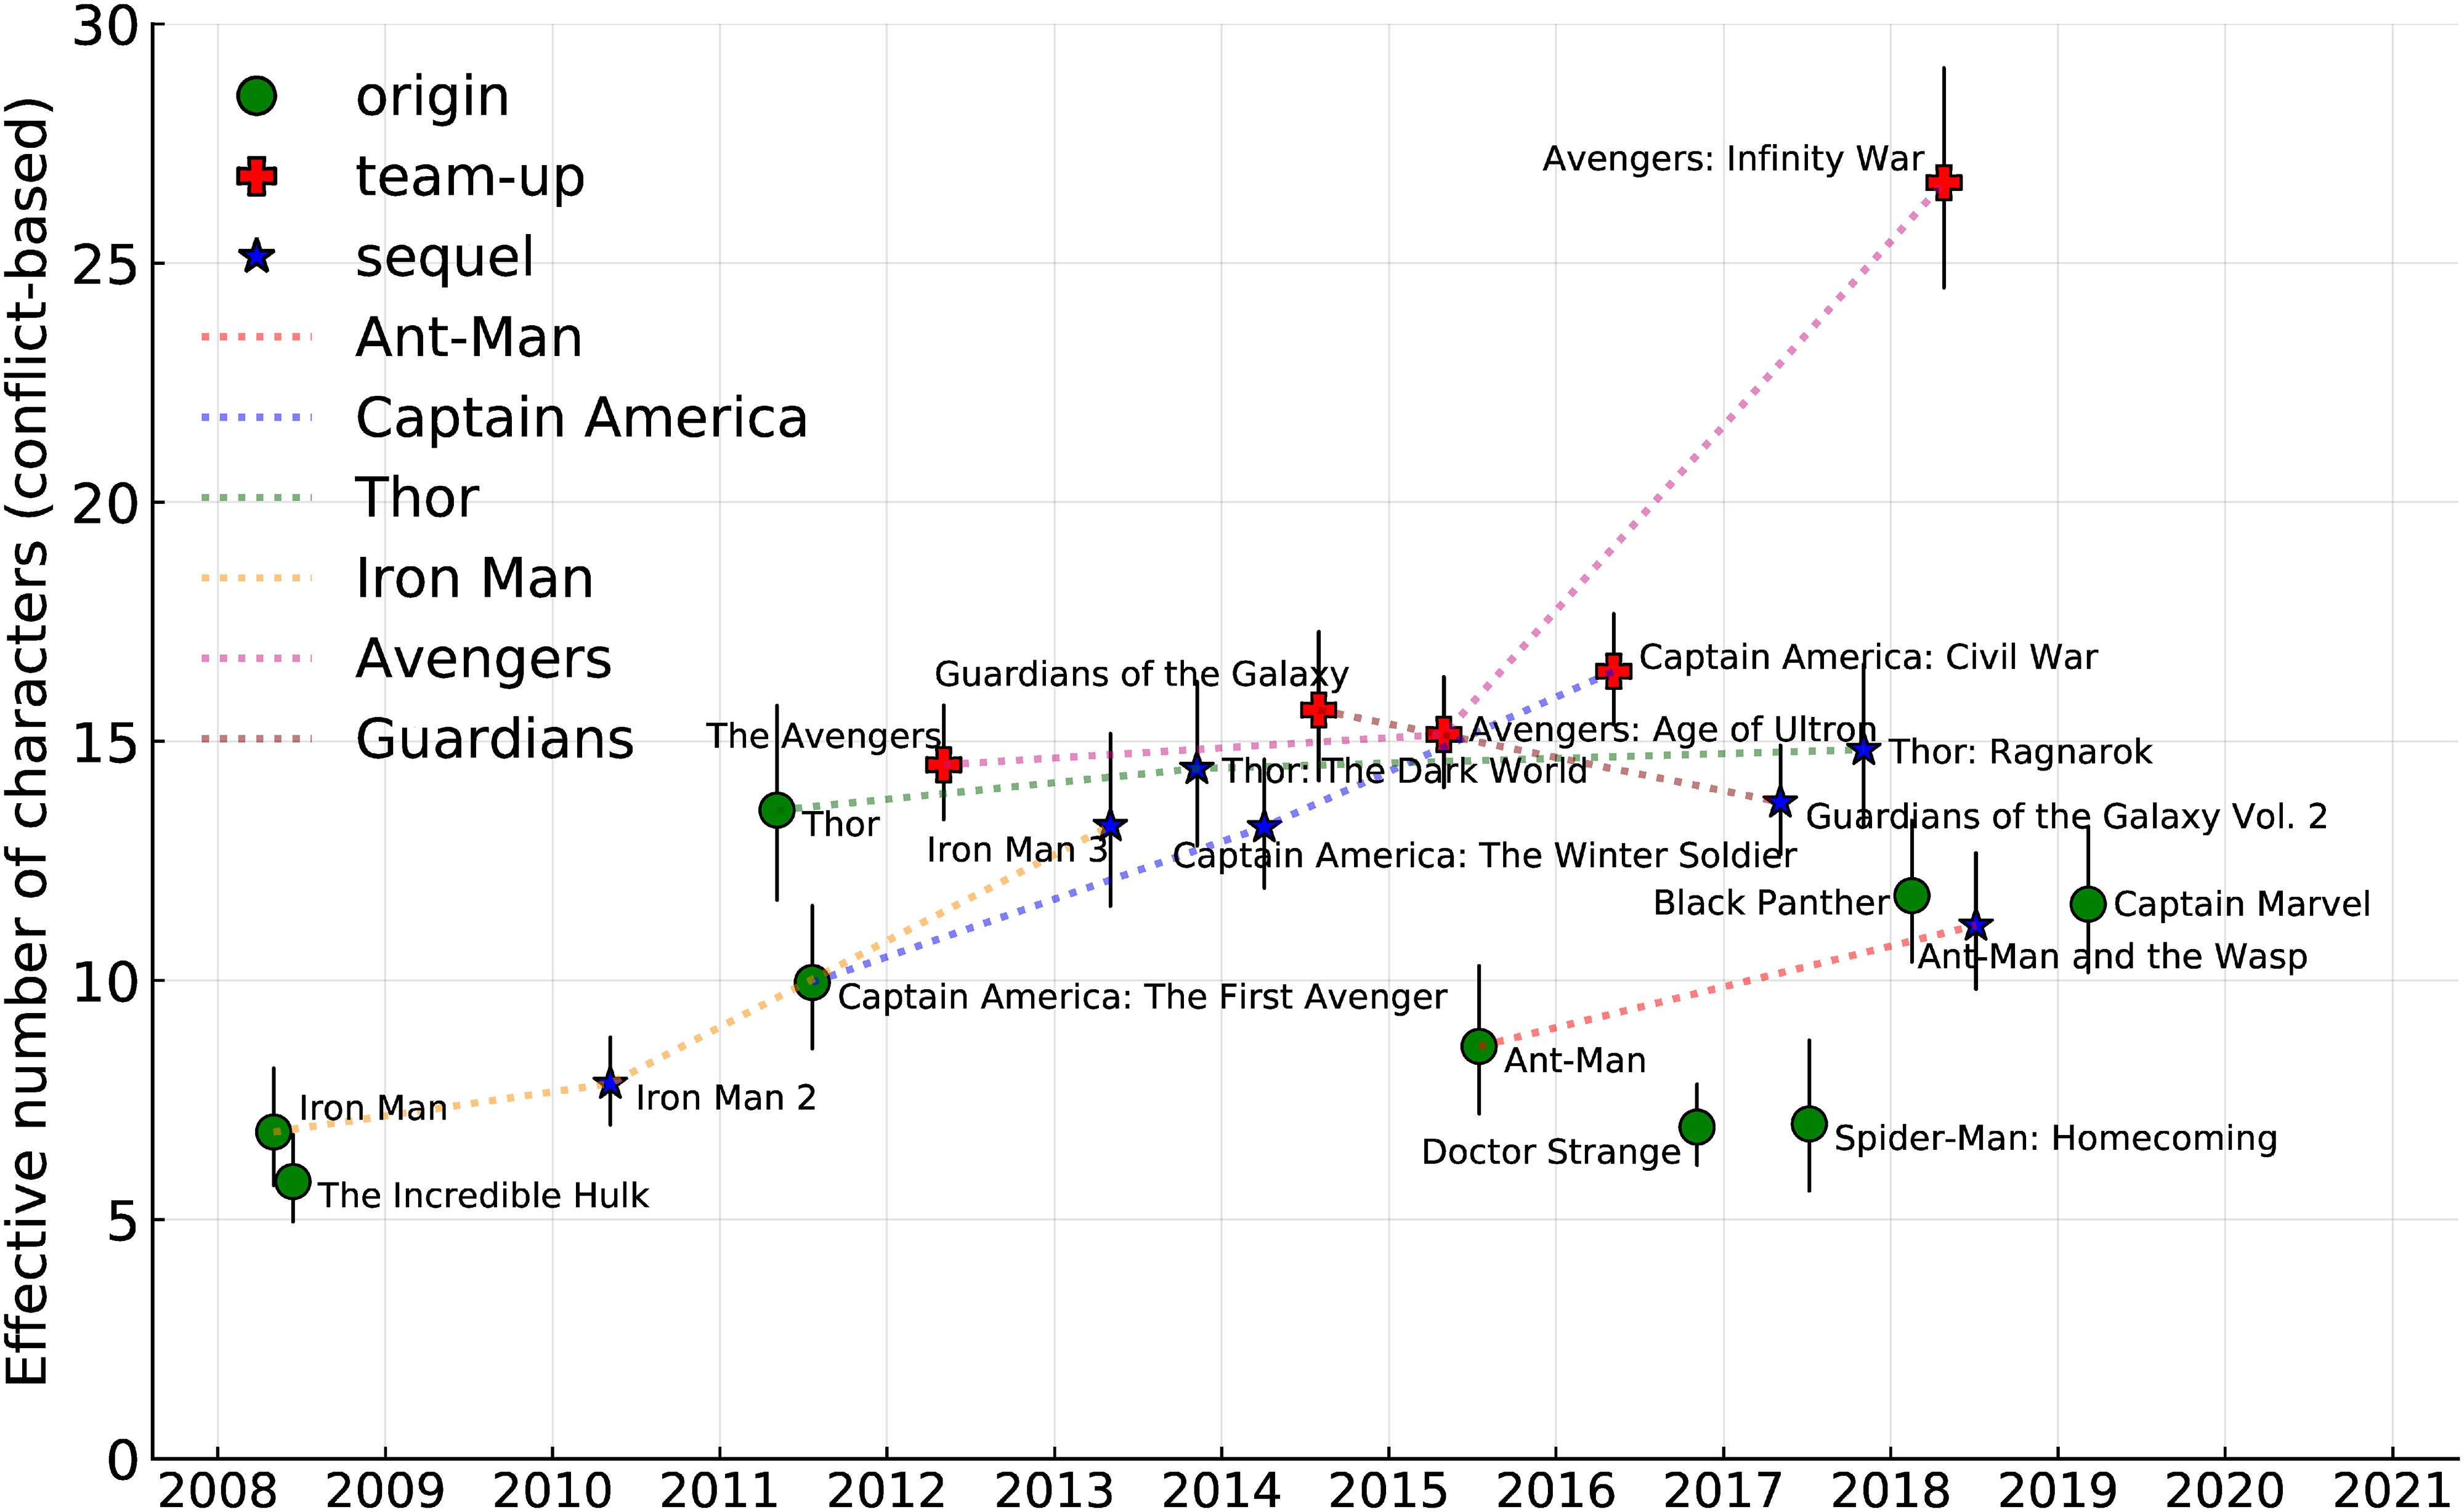 Effective number of characters (conflict-based)
30
25
20
15
10
5
0
origin
team-up
sequel
Ant-Man
Captain America
Thor
Iron Man
Avengers
Guardians
Avengers: Infinity War
Captain America: Civil War
Guardians of the Galaxy
The Avengers
Avengers: Age of Ultron
Thor: Ragnarok
Thor: The Dark World
Thor
Guardians of the Galaxy Vol. 2
Iron Man 3
Captain America: The Winter Soldier
Black Panther
Captain Marvel
Ant-Man and the Wasp
Captain America: The First Avenger
Ant-Man
Iron Man 2
Iron Man
Doctor Strange
Spider-Man: Homecoming
The Incredible Hulk
2008 2009 2010 2011 2012 2013 2014 2015 2016 2017 2018 2019 2020 2021